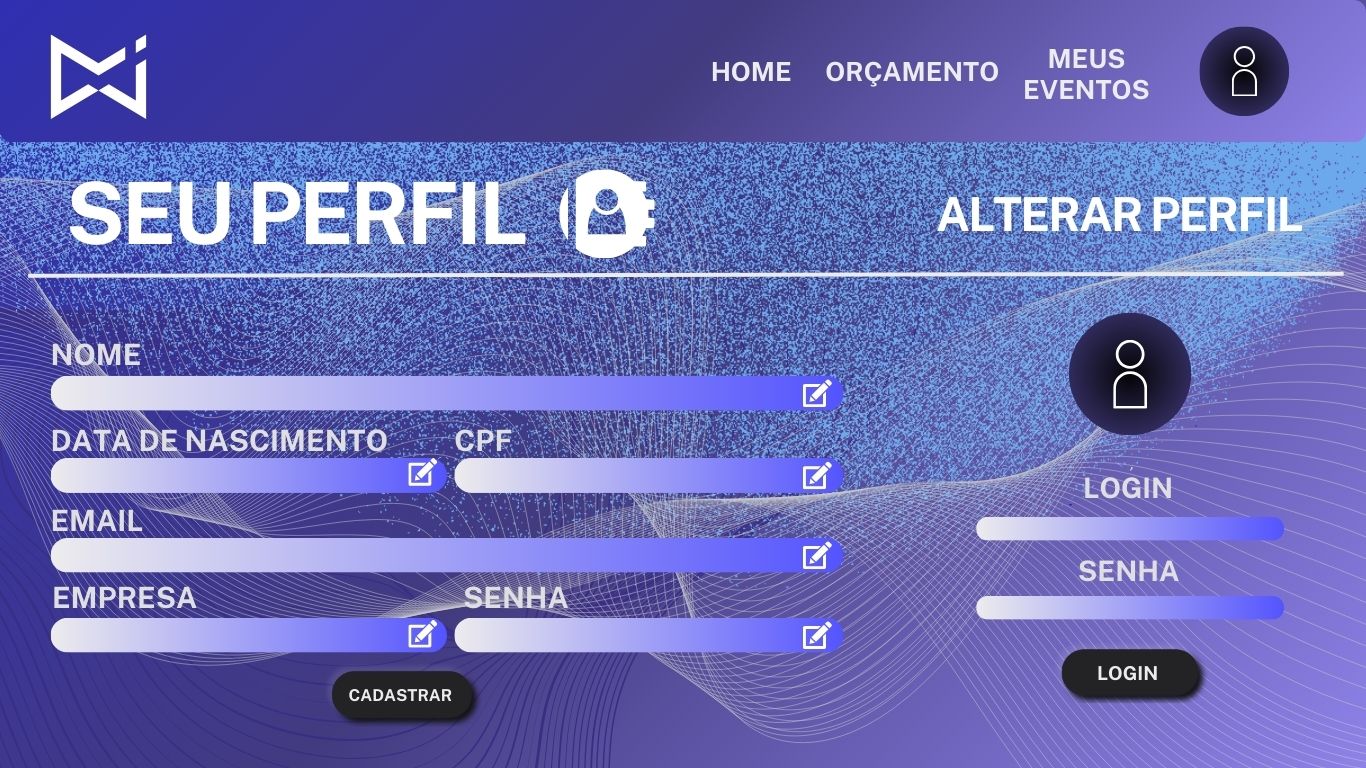 HOME
ORÇAMENTO
MEUS
EVENTOS
SEU PERFIL
ALTERAR PERFIL
NOME
DATA DE NASCIMENTO
CPF
EMAIL
EMPRESA
SENHA
CADASTRAR
LOGIN
SENHA
LOGIN